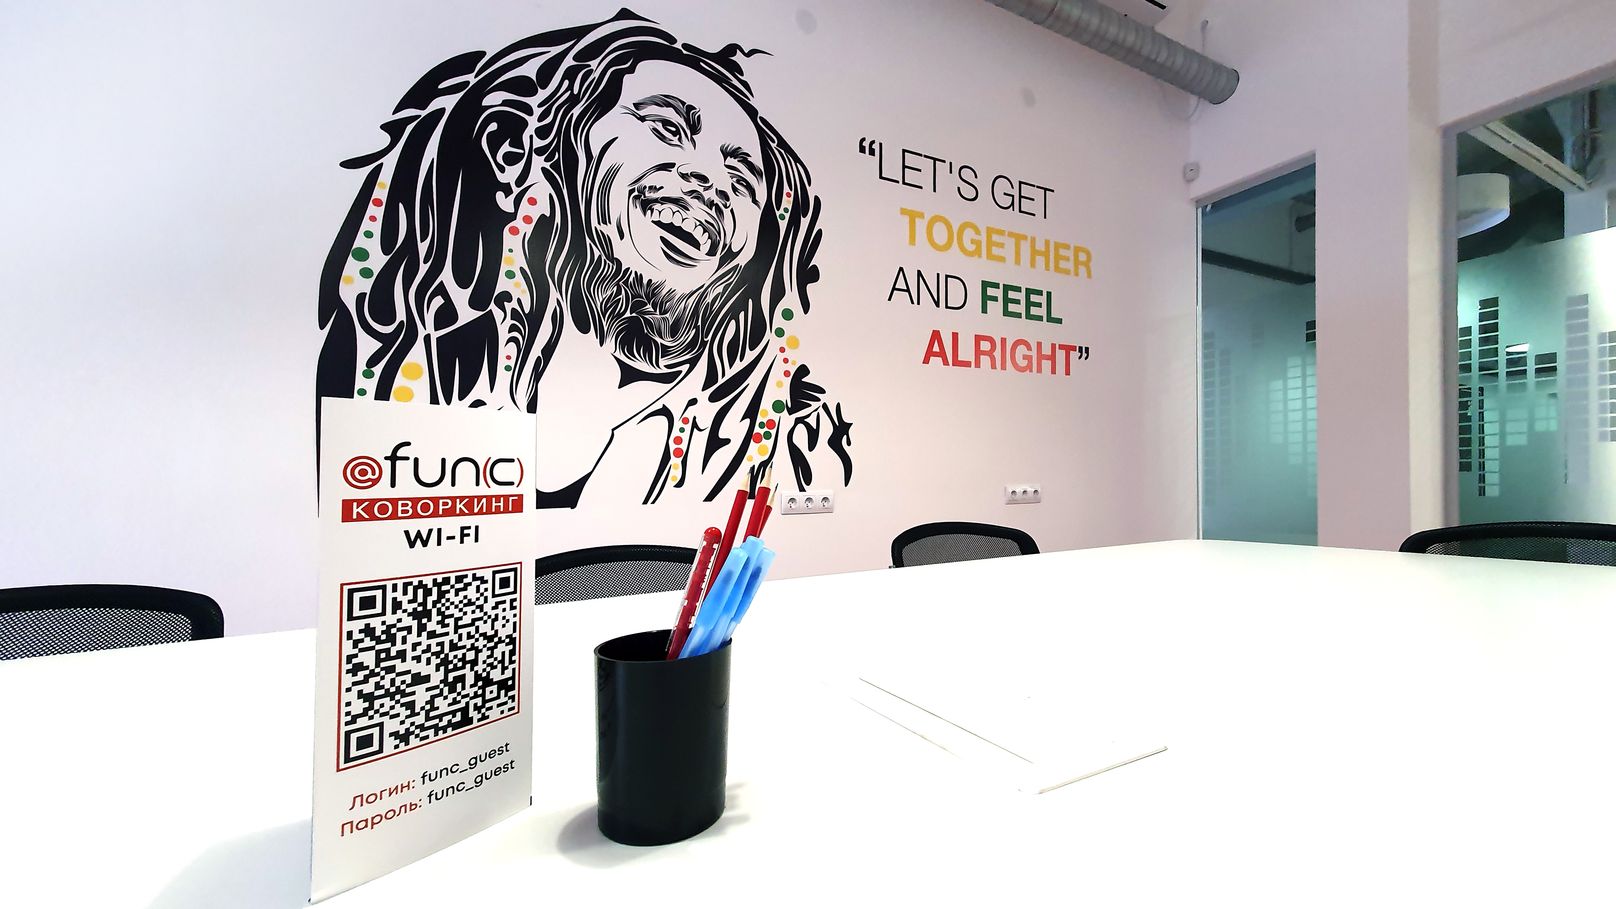 “LET'S GET
TOGETHER
AND FEEL
ALRIGHT”
@fun(c)
КОВОРКИНГ
WI-FI
Логин: func_guest
Пароль: func_guest